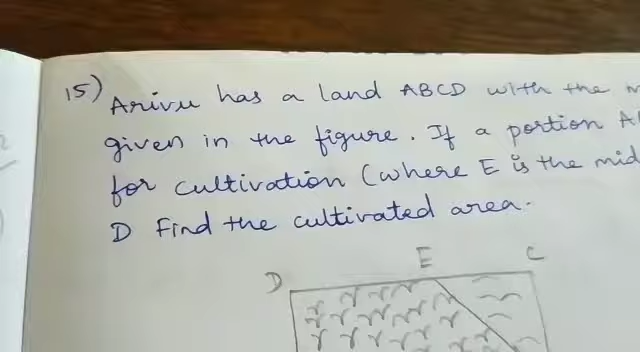 15) Arivu has a land ABCD with the
given in the figure. If a portion
for cultivation (where E is the mid
D Find the cultivated area.
E C
D